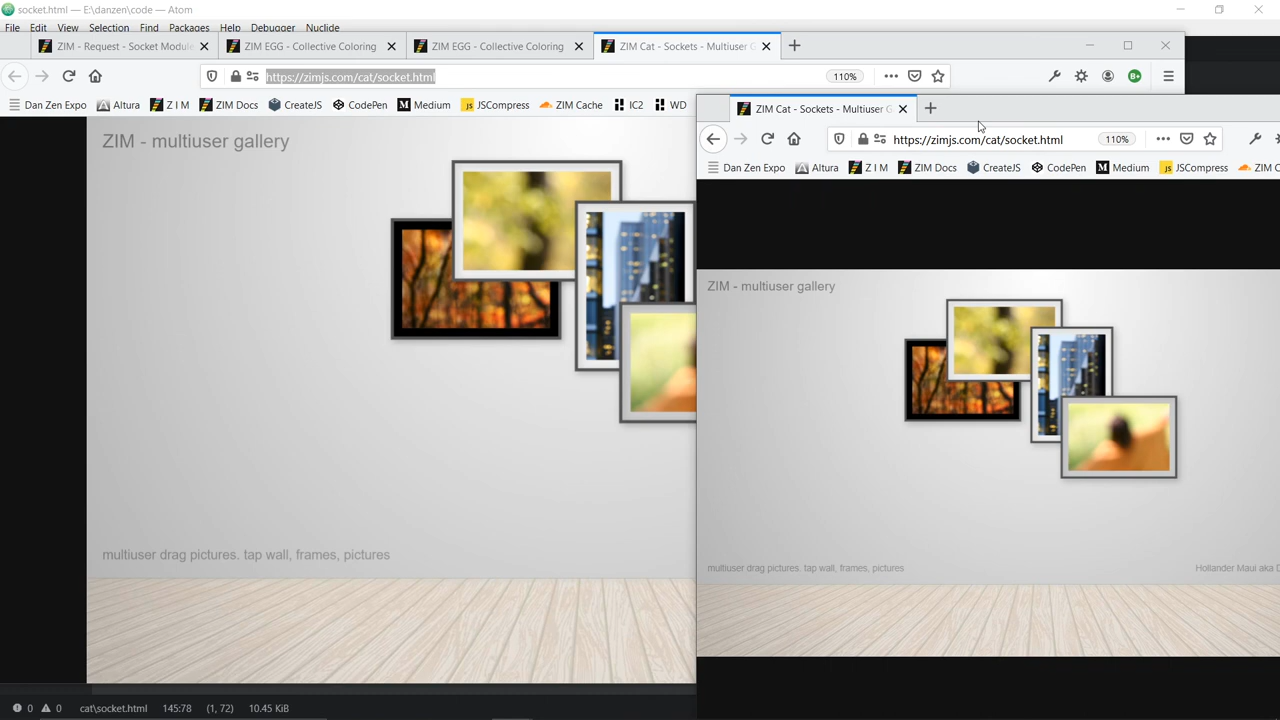 socket.html — E:\danzen\code — Atom
File Edit View Selection Find Packages Help Debugger Nuclide
ZIM - Request - Socket Module
ZIM EGG - Collective Coloring
ZIM EGG - Collective Coloring
ZIM Cat - Sockets - Multiuser G
https://zimjs.com/cat/socket.html
110%
Dan Zen Expo Altura Z I M ZIM Docs CreateJS CodePen Medium JSCompress ZIM Cache IC2 WD
ZIM - multiuser gallery
multiuser drag pictures. tap wall, frames, pictures
ZIM Cat - Sockets - Multiuser G
https://zimjs.com/cat/socket.html
110%
Dan Zen Expo Altura Z I M ZIM Docs CreateJS CodePen Medium JSCompress ZIM C
ZIM - multiuser gallery
multiuser drag pictures. tap wall, frames, pictures
Hollander Maui aka D
0 0 cat\socket.html 145:78 (1, 72) 10.45 KiB